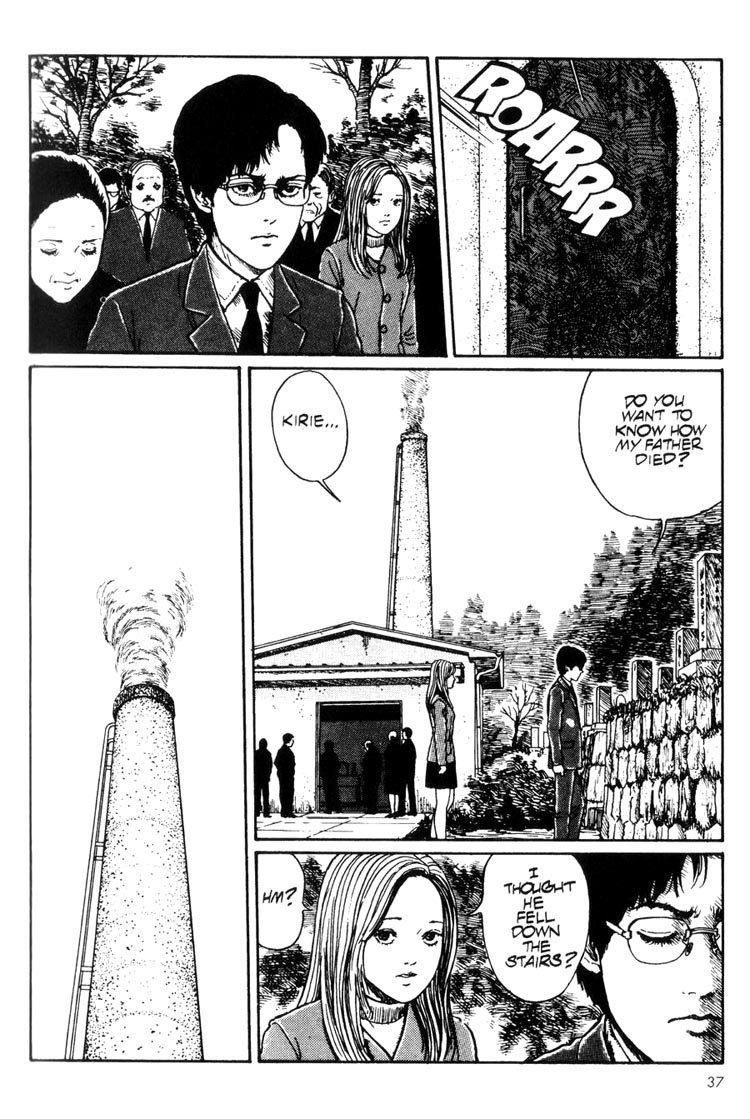 ROARRR
KIRIE...
DO YOU
WANT TO
KNOW HOW
MY FATHER
DIED?
HM?
I
THOUGHT
HE
FELL
DOWN
THE
STAIRS?
37